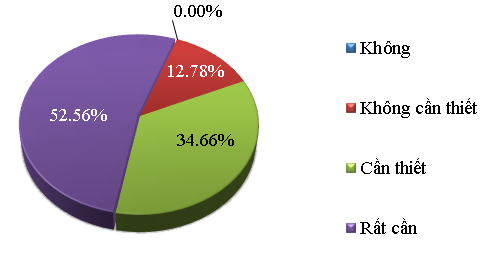 0.00%
12.78%
34.66%
52.56%
Không
Không cần thiết
Cần thiết
Rất cần